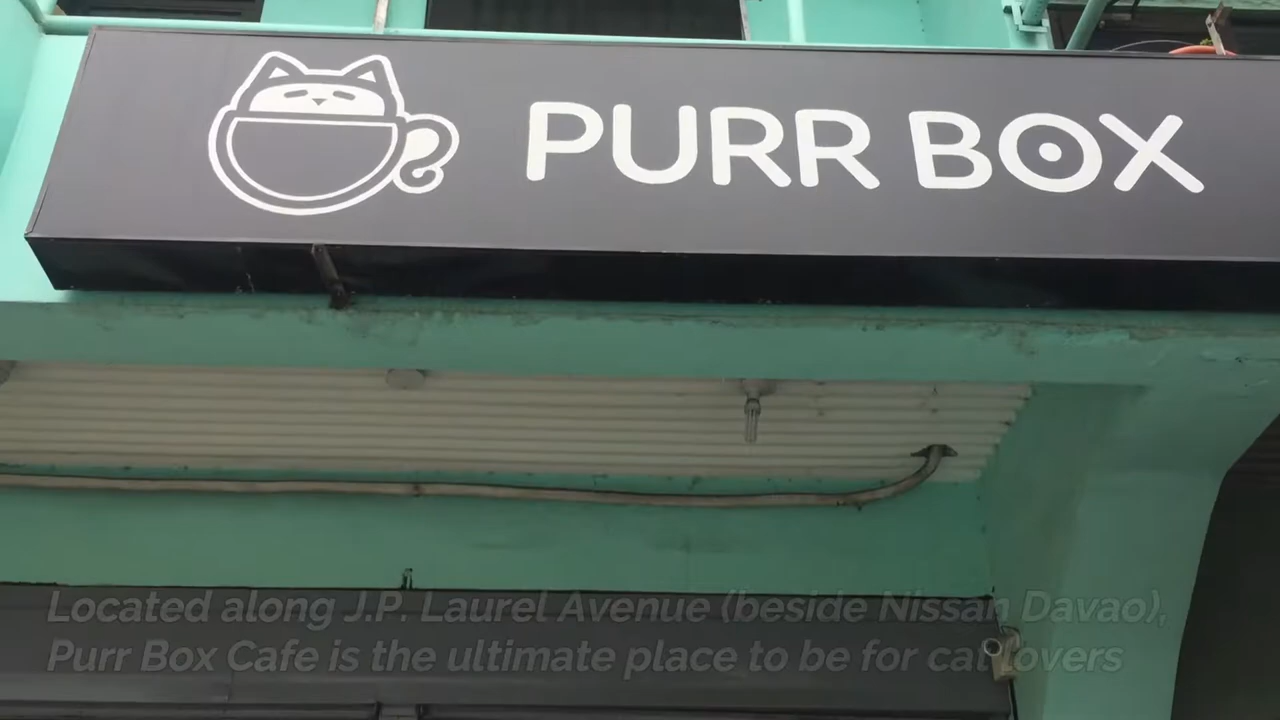 PURR BOX
Located along J.P. Laurel Avenue (beside Nissan Davao),
Purr Box Cafe is the ultimate place to be for cat lovers